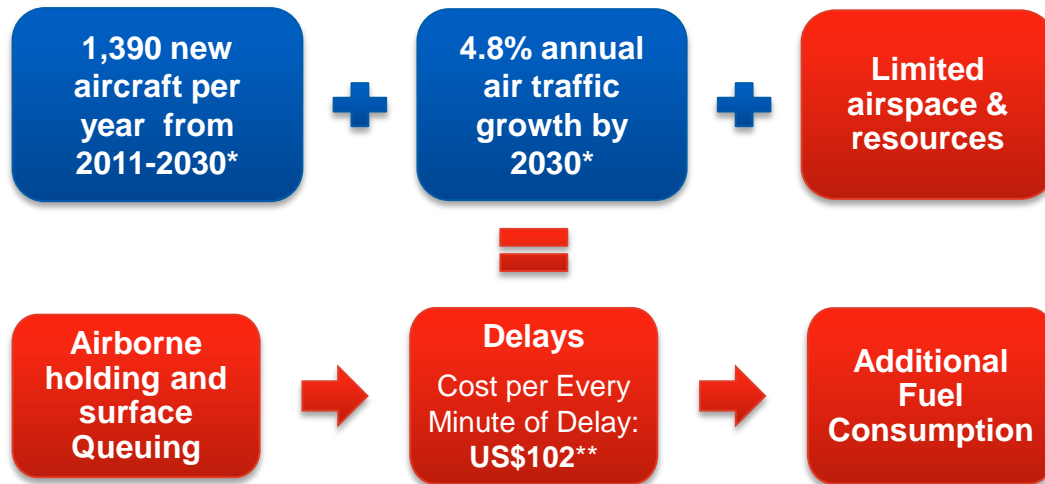 1,390 new
aircraft per
year from
2011-2030*
4.8% annual
air traffic
growth by
2030*
Limited
airspace &
resources
Airborne
holding and
surface
Queuing
Delays
Cost per Every
Minute of Delay:
US$102**
Additional
Fuel
Consumption